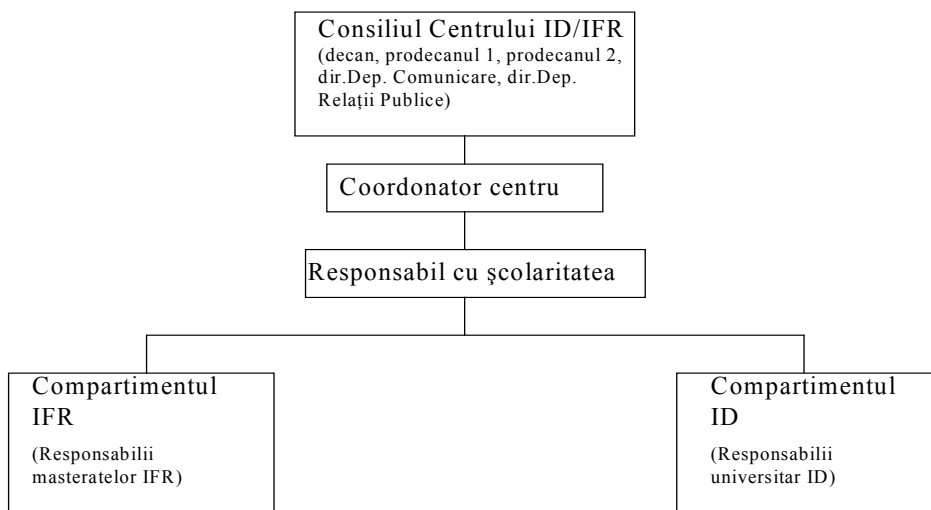 Consiliul Centrului ID/IFR
(decan, prodecanul 1, prodecanul 2,
dir.Dep. Comunicare, dir.Dep.
Relații Publice)
Coordonator centru
Responsabil cu şcolaritatea
Compartimentul
IFR
(Responsabilii
masteratelor IFR)
Compartimentul
ID
(Responsabilii
universitar ID)